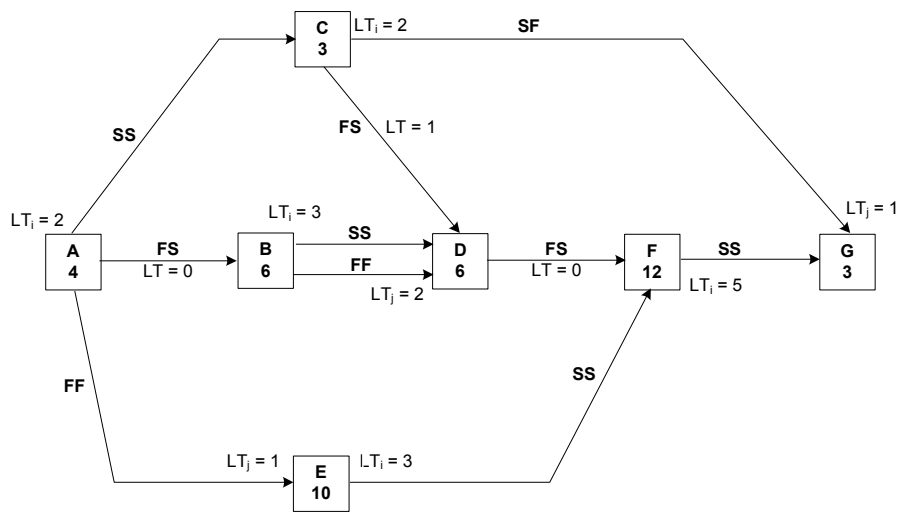 C
3
LTi = 2
SF
SS
FS
LT = 1
LTi = 2
A
4
FS
LT = 0
LTi = 3
B
6
SS
FF
LTj = 2
D
6
FS
LT = 0
F
12
SS
LTi = 5
LTj = 1
G
3
FF
SS
LTj = 1
E
10
LTi = 3